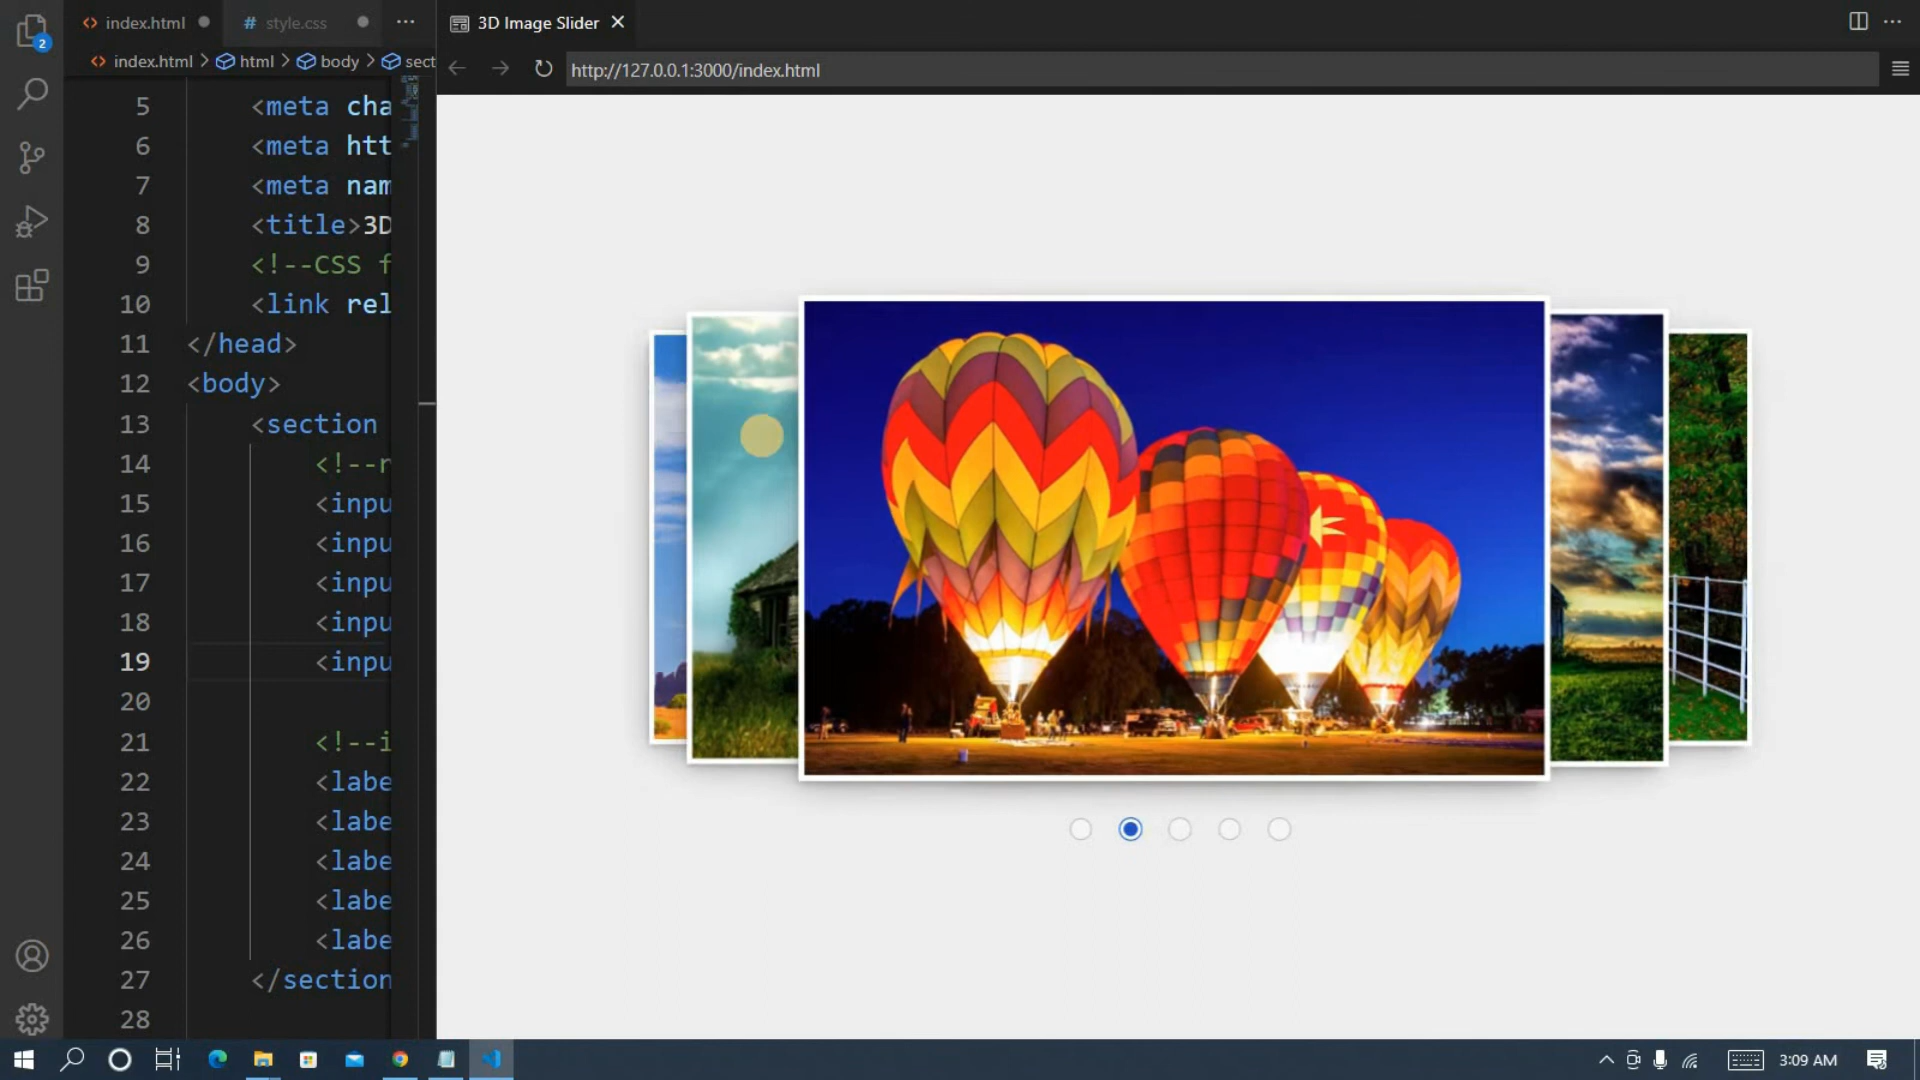 index.html
# style.css
index.html > html > body > sect
2
5 <meta cha
6 <meta htt
7 <meta nam
8 <title>3D
9 <!--CSS f
10 <link rel
11 </head>
12 <body>
13 <section
14 <!--r
15 <inpu
16 <inpu
17 <inpu
18 <inpu
19 <inpu
20
21 <!--i
22 <labe
23 <labe
24 <labe
25 <labe
26 <labe
27 </section
28
3D Image Slider
http://127.0.0.1:3000/index.html
3:09 AM